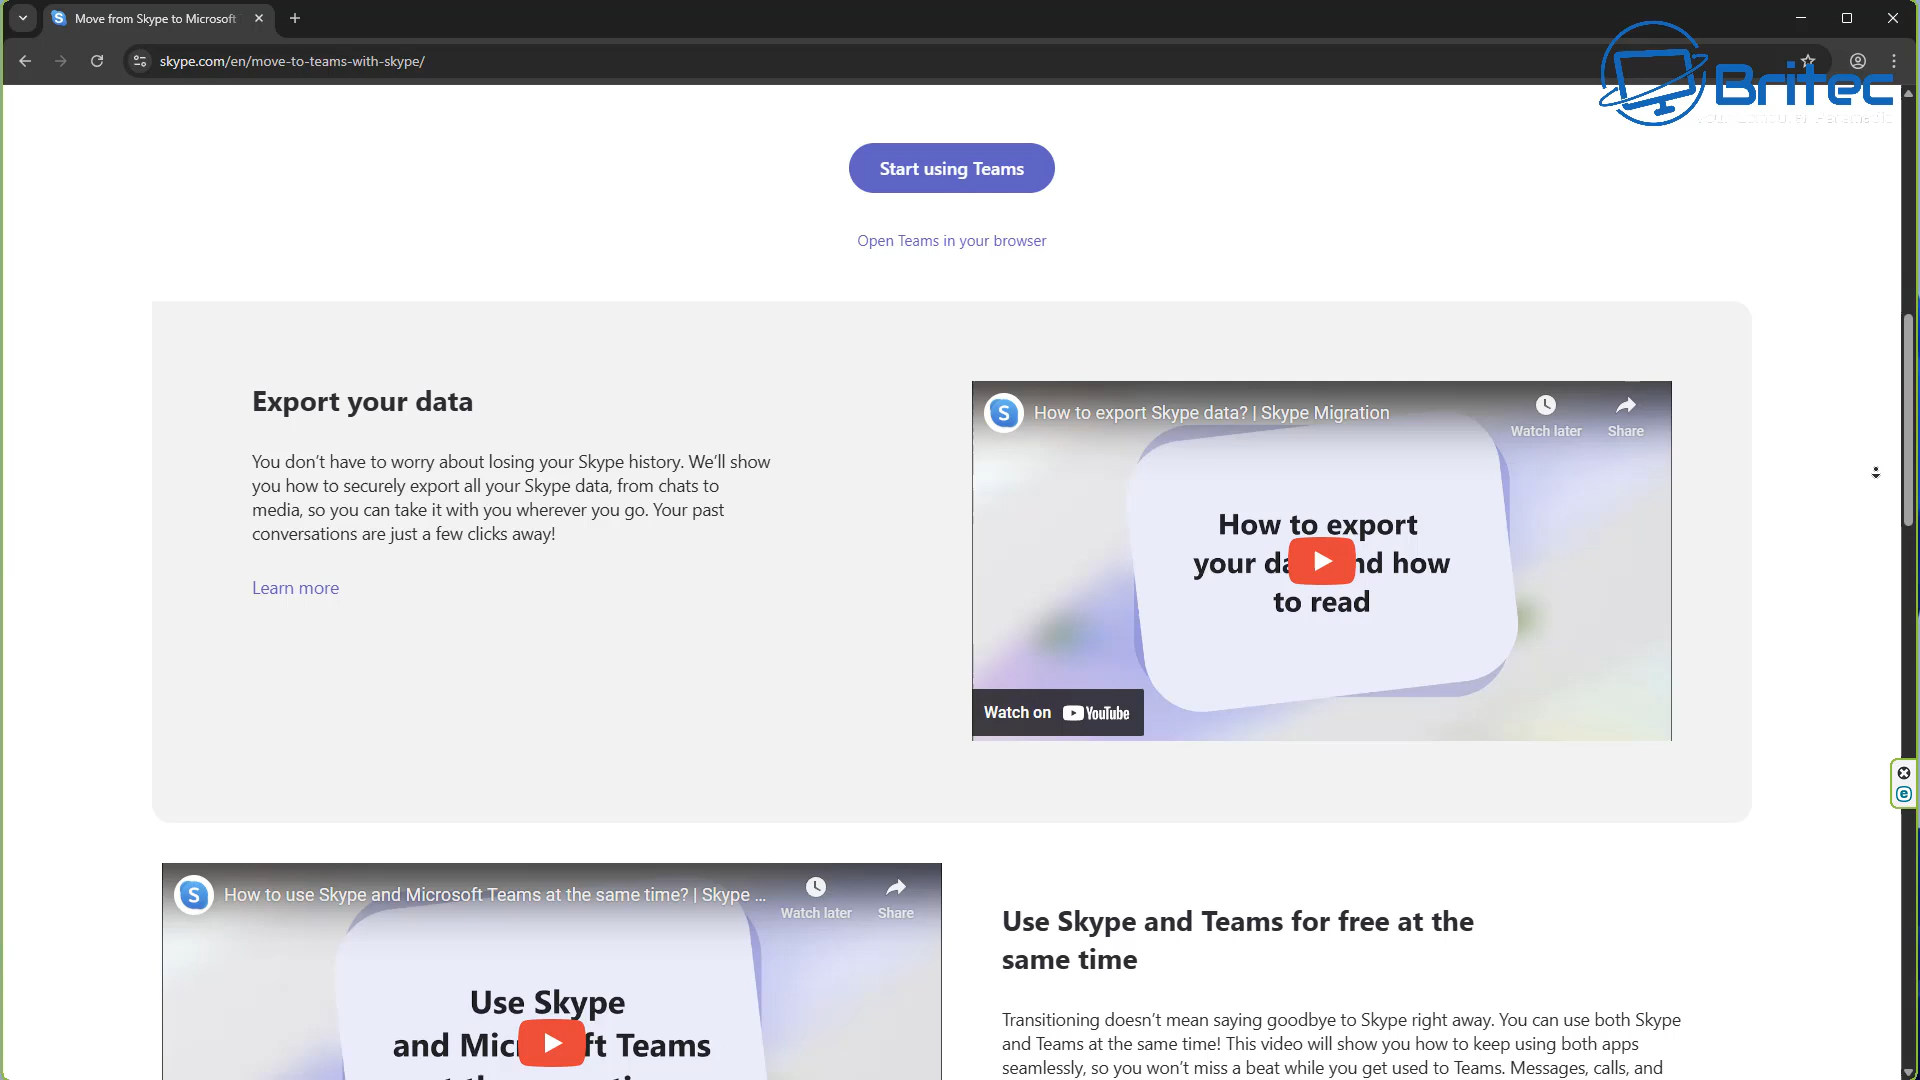 Move from Skype to Microsoft
skype.com/en/move-to-teams-with-skype/
Britec
Start using Teams
Open Teams in your browser
Export your data
You don’t have to worry about losing your Skype history. We’ll show
you how to securely export all your Skype data, from chats to
media, so you can take it with you wherever you go. Your past
conversations are just a few clicks away!
Learn more
S
How to export Skype data? | Skype Migration
Watch later
Share
How to export
your da nd how
to read
Watch on YouTube
S
How to use Skype and Microsoft Teams at the same time? | Skype ...
Watch later
Share
Use Skype
and Mic ft Teams
Use Skype and Teams for free at the
same time
Transitioning doesn’t mean saying goodbye to Skype right away. You can use both Skype
and Teams at the same time! This video will show you how to keep using both apps
seamlessly, so you won’t miss a beat while you get used to Teams. Messages, calls, and